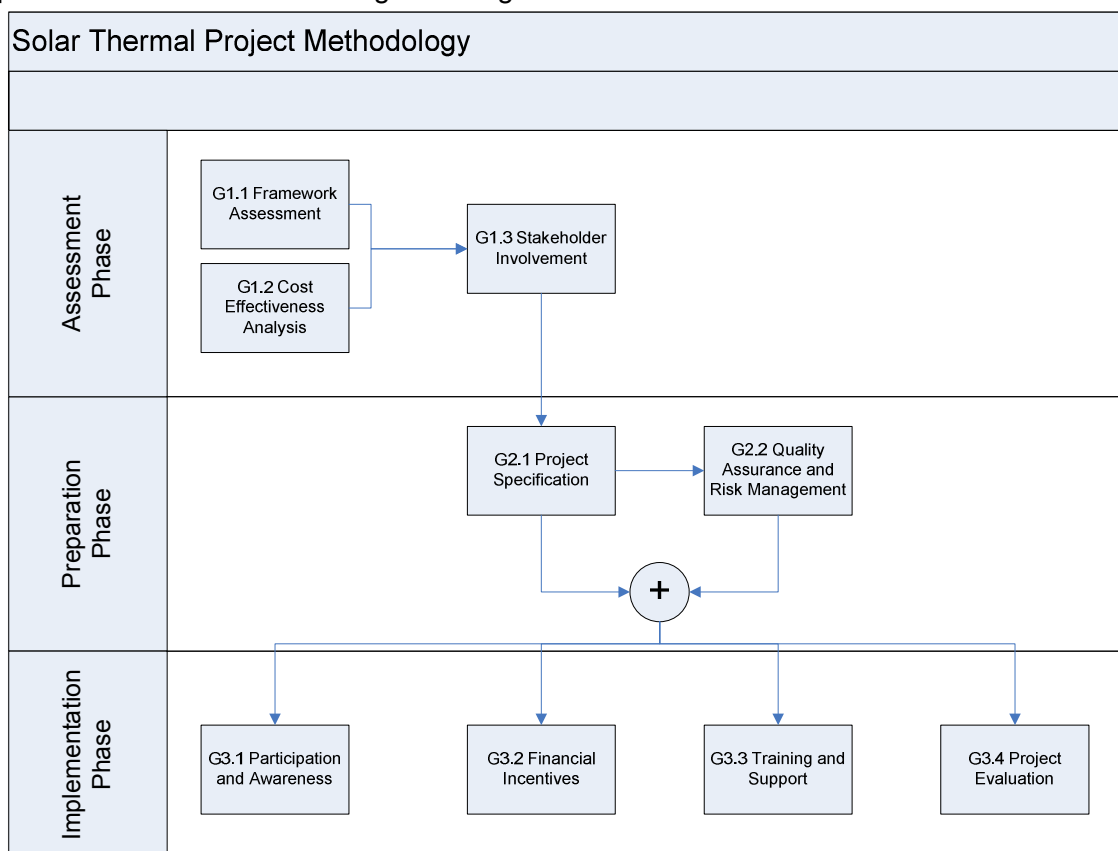 Solar Thermal Project Methodology
Assessment
Phase
G1.1 Framework
Assessment
G1.2 Cost
Effectiveness
Analysis
G1.3 Stakeholder
Involvement
Preparation
Phase
G2.1 Project
Specification
G2.2 Quality
Assurance and
Risk Management
+
Implementation
Phase
G3.1 Participation
and Awareness
G3.2 Financial
Incentives
G3.3 Training and
Support
G3.4 Project
Evaluation